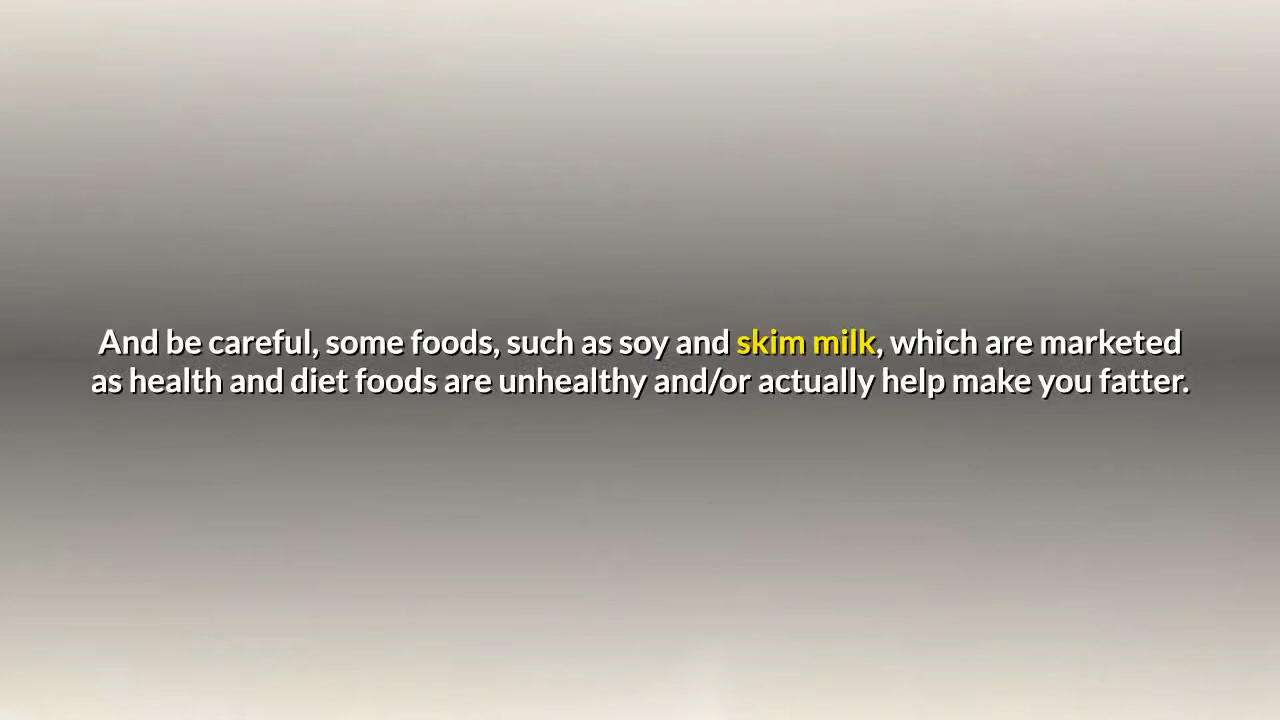 And be careful, some foods, such as soy and skim milk, which are marketed
as health and diet foods are unhealthy and/or actually help make you fatter.